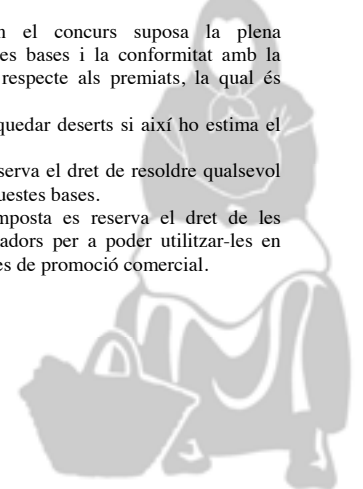 el concurs suposa la plena
es bases i la conformitat amb la
respecte als premiats, la qual és
quedar deserts si així ho estima el
serva el dret de resoldre qualsevol
uestes bases.
mposta es reserva el dret de les
adors per a poder utilitzar-les en
es de promoció comercial.